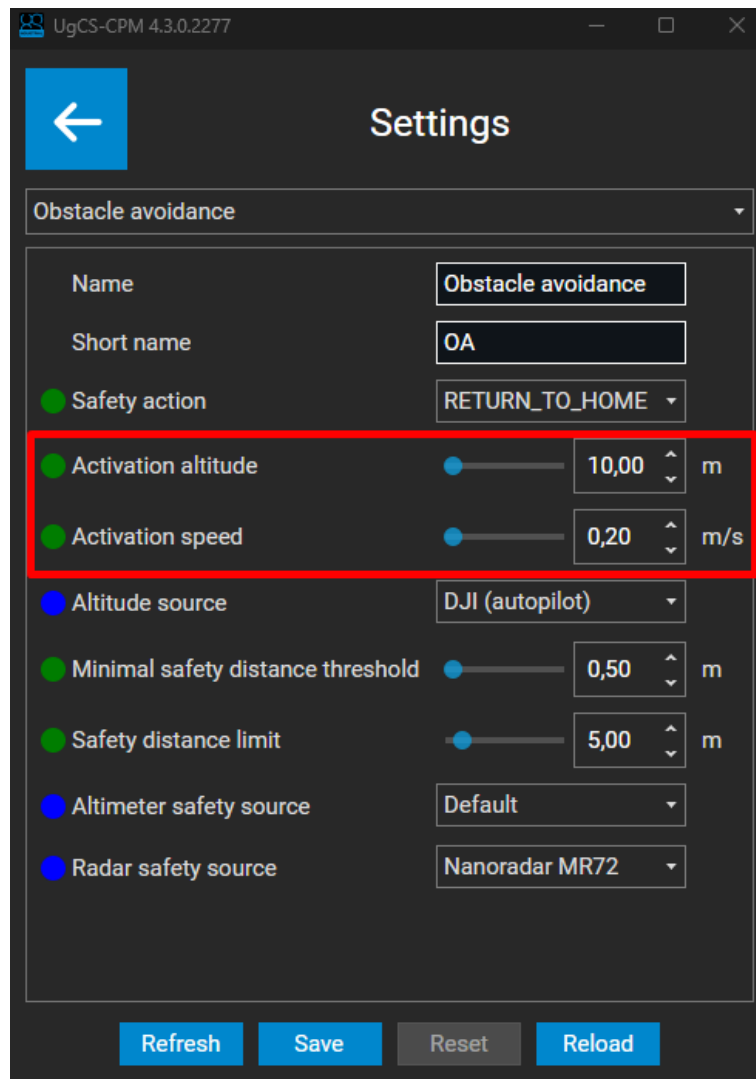 UgCS-CPM 4.3.0.2277
Settings
Obstacle avoidance
Name Obstacle avoidance
Short name OA
Safety action RETURN_TO_HOME
Activation altitude 10,00 m
Activation speed 0,20 m/s
Altitude source DJI (autopilot)
Minimal safety distance threshold 0,50 m
Safety distance limit 5,00 m
Altimeter safety source Default
Radar safety source Nanoradar MR72
Refresh Save Reset Reload